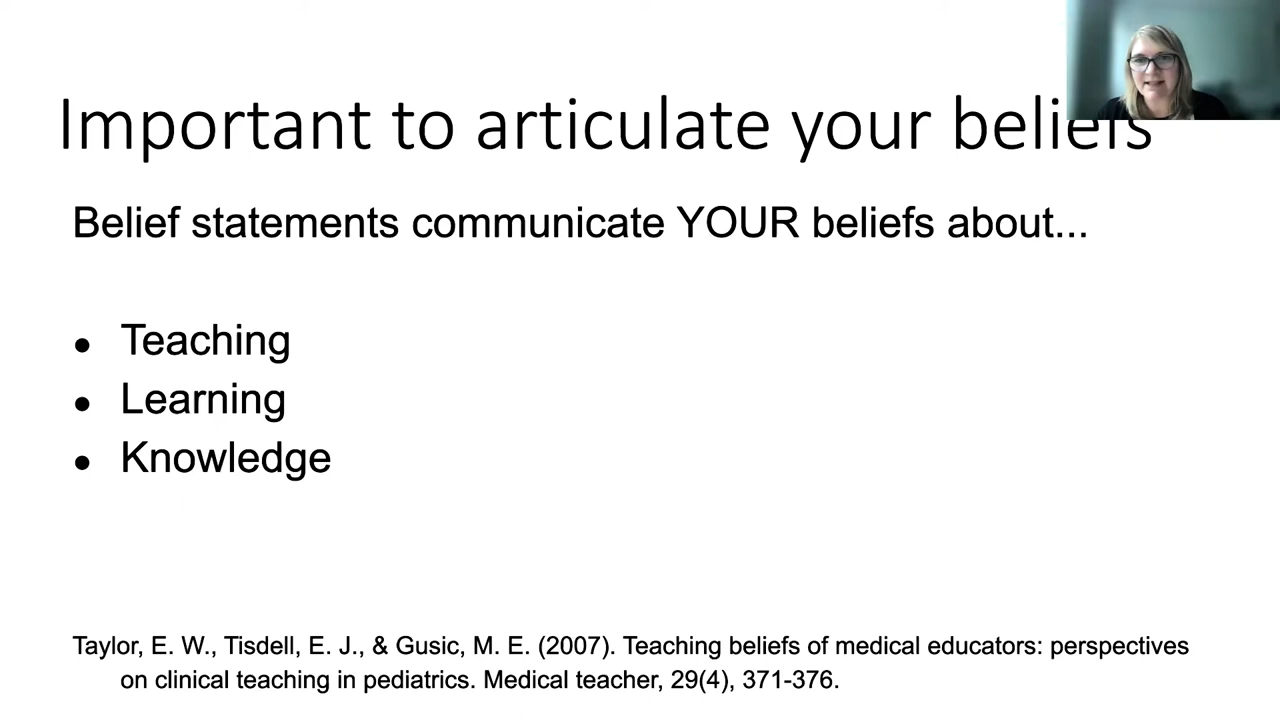 Important to articulate your beliefs
Belief statements communicate YOUR beliefs about...
● Teaching
● Learning
● Knowledge
Taylor, E. W., Tisdell, E. J., & Gusic, M. E. (2007). Teaching beliefs of medical educators: perspectives
on clinical teaching in pediatrics. Medical teacher, 29(4), 371-376.